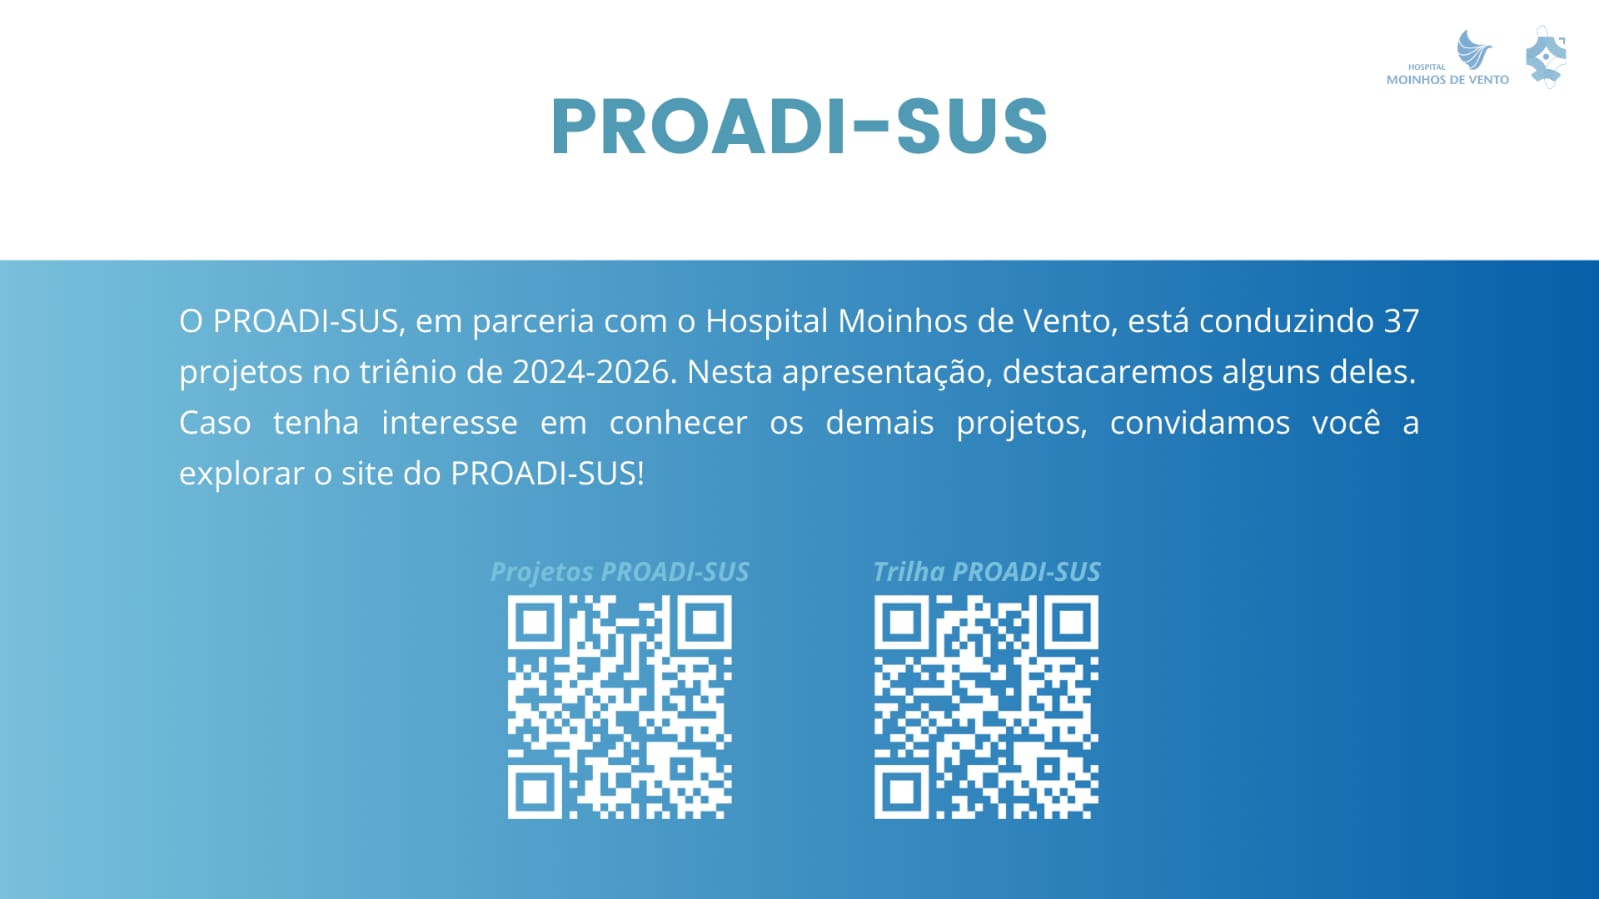 HOSPITAL
MOINHOS DE VENTO
PROADI-SUS
O PROADI-SUS, em parceria com o Hospital Moinhos de Vento, está conduzindo 37
projetos no triênio de 2024-2026. Nesta apresentação, destacaremos alguns deles.
Caso tenha interesse em conhecer os demais projetos, convidamos você a
explorar o site do PROADI-SUS!
Projetos PROADI-SUS
Trilha PROADI-SUS